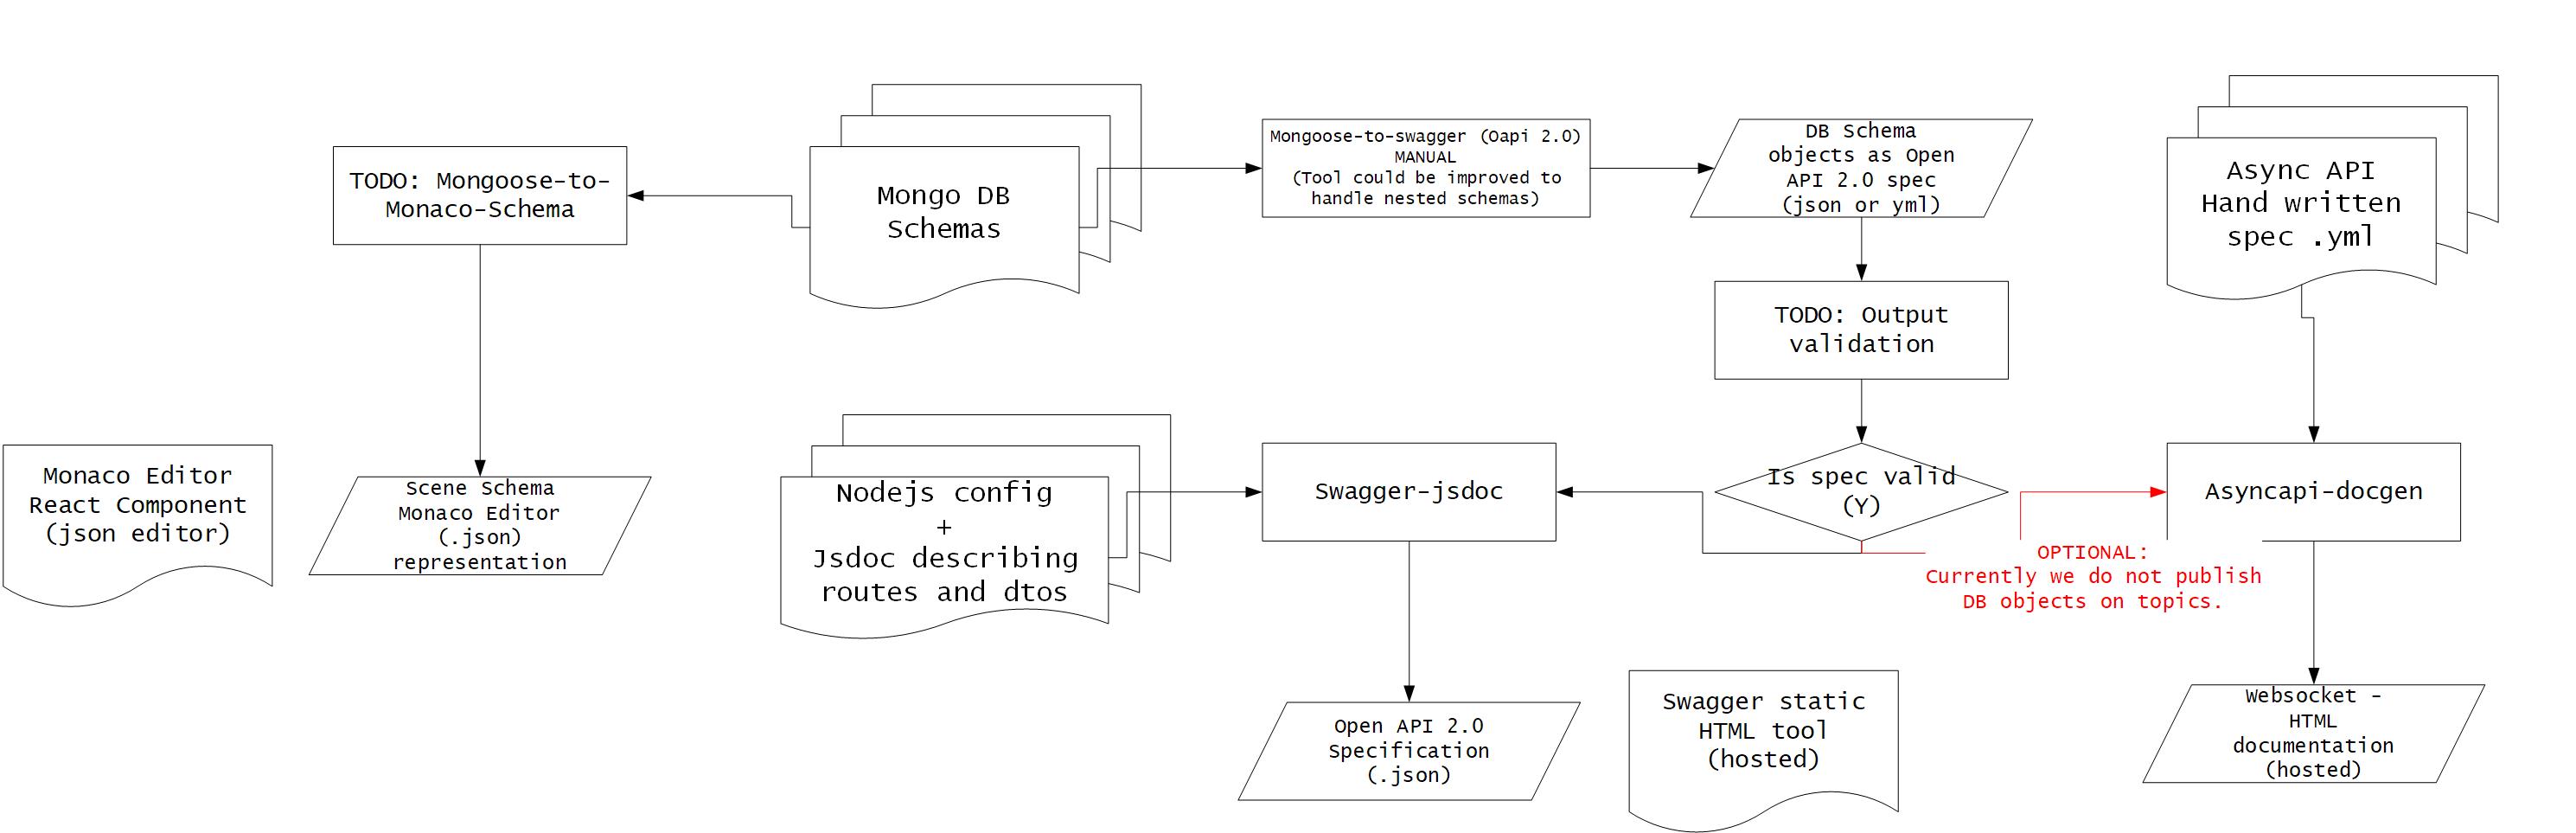 TODO: Mongoose-to-
Monaco-Schema
Mongo DB
Schemas
Mongoose-to-swagger (Oapi 2.0)
MANUAL
(Tool could be improved to
handle nested schemas)
DB Schema
objects as Open
API 2.0 spec
(json or yml)
Async API
Hand written
spec .yml
TODO: Output
validation
Monaco Editor
React Component
(json editor)
Scene Schema
Monaco Editor
(.json)
representation
Nodejs config
+
Jsdoc describing
routes and dtos
Swagger-jsdoc
Is spec valid
(Y)
Asyncapi-docgen
OPTIONAL:
Currently we do not publish
DB objects on topics.
Open API 2.0
Specification
(.json)
Swagger static
HTML tool
(hosted)
Websocket -
HTML
documentation
(hosted)